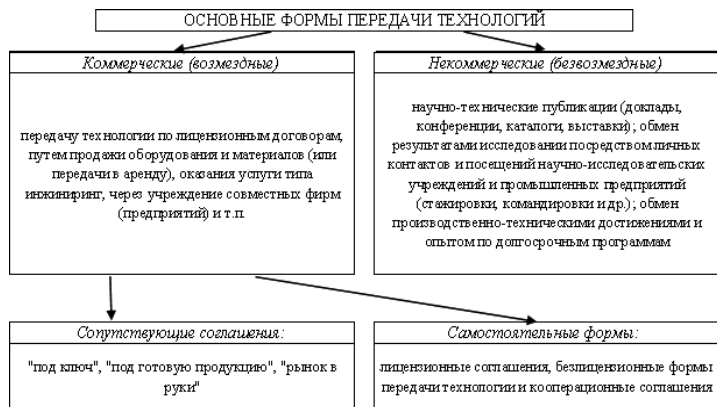 ОСНОВНЫЕ ФОРМЫ ПЕРЕДАЧИ ТЕХНОЛОГИЙ
Коммерческие (возмездные)
передачу технологии по лицензионным договорам,
путем продажи оборудования и материалов (или
передачи в аренду), оказания услуги типа
инжиниринг, через учреждение совместных фирм
(предприятий) и т.п.
Некоммерческие (безвозмездные)
научно-технические публикации (доклады,
конференции, каталоги, выставки); обмен
результатами исследовании посредством личных
контактов и посещений научно-исследовательских
учреждений и промышленных предприятий
(стажировки, командировки и др.); обмен
производственно-техническими достижениями и
опытом по долгосрочным программам
Сопутствующие соглашения:
"под ключ", "под готовую продукцию", "рынок в
руки"
Самостоятельные формы:
лицензионные соглашения, безлицензионные формы
передачи технологии и кооперационные соглашения